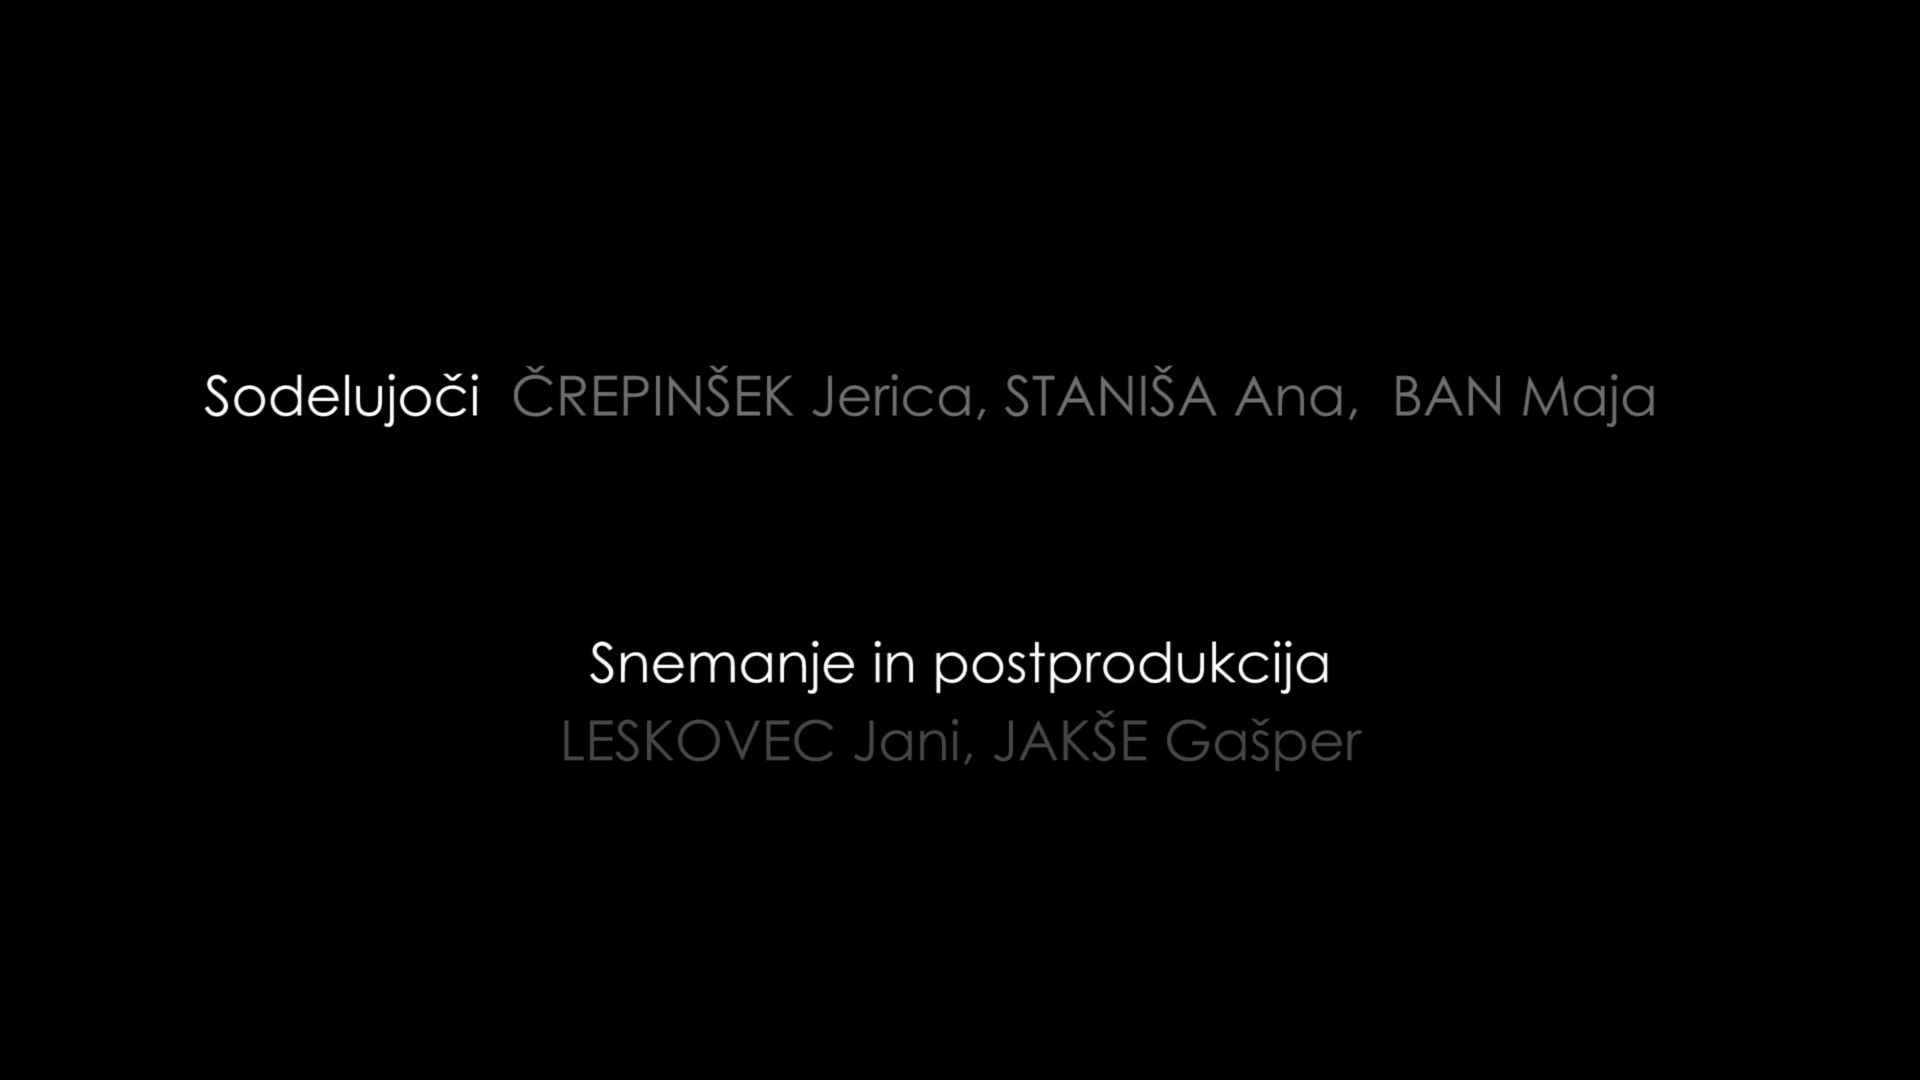 Sodelujoči ČREPINŠEK Jerica, STANIŠA Ana, BAN Maja
Snemanje in postprodukcija
LESKOVEC Jani, JAKŠE Gašper